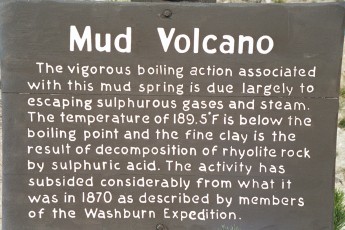 Mud Volcano
The vigorous boiling action associated
with this mud spring is due largely to
escaping sulphurous gases and steam.
The temperature of 189.5°F is below the
boiling point and the fine clay is the
result of decomposition of rhyolite rock
by sulphuric acid. The activity has
subsided considerably from what it
was in 1870 as described by members
of the Washburn Expedition.